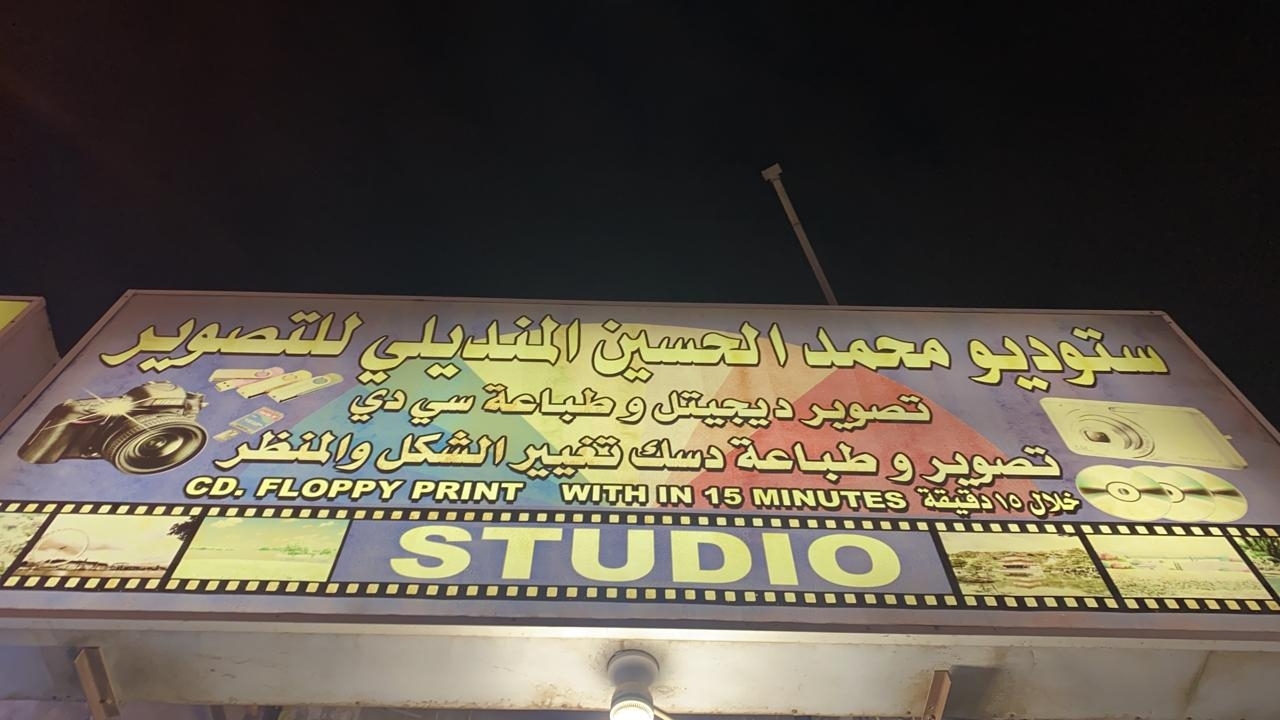 ستوديو محمد الحسين المنديلي للتصوير
تصوير ديجيتل و طباعة سي دي
تصوير و طباعة دسك تغيير الشكل والمنظر
CD. FLOPPY PRINT WITH IN 15 MINUTES خلال ١٥ دقيقة
STUDIO